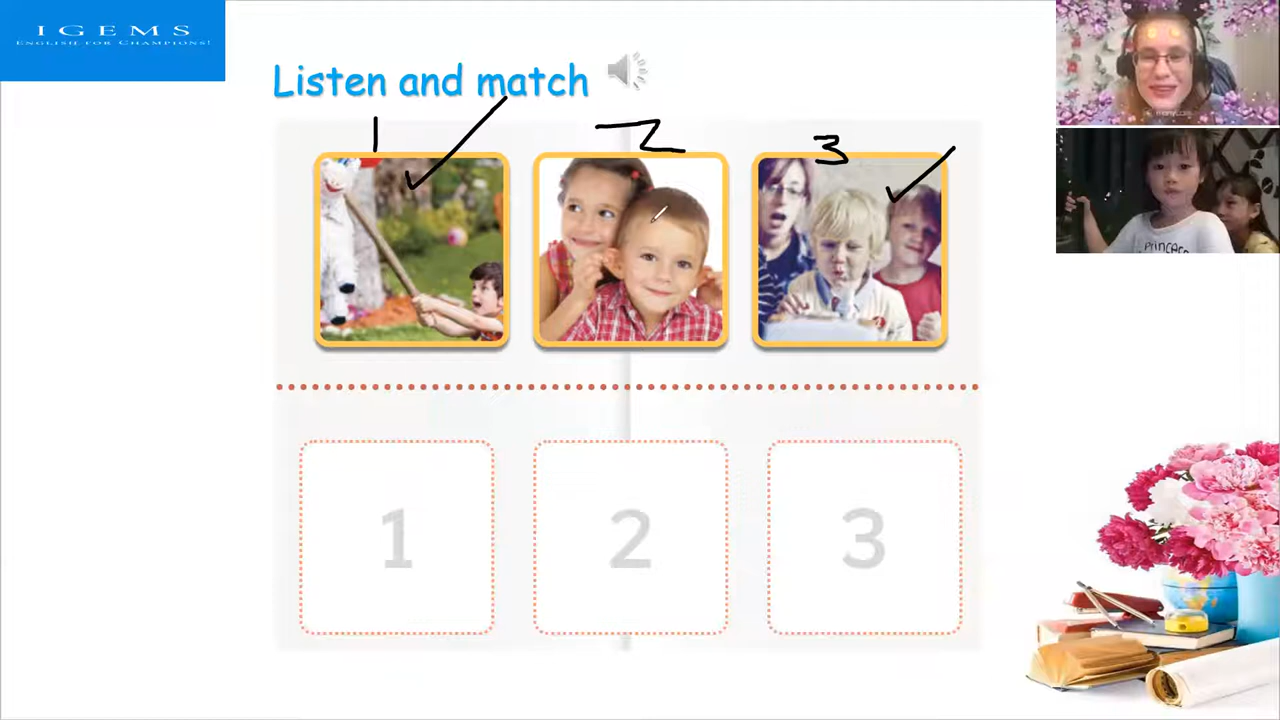 IGEMS
ENGLISH FOR CHAMPIONS!
Listen and match
1
2
3
PRINCESS
1
2
3